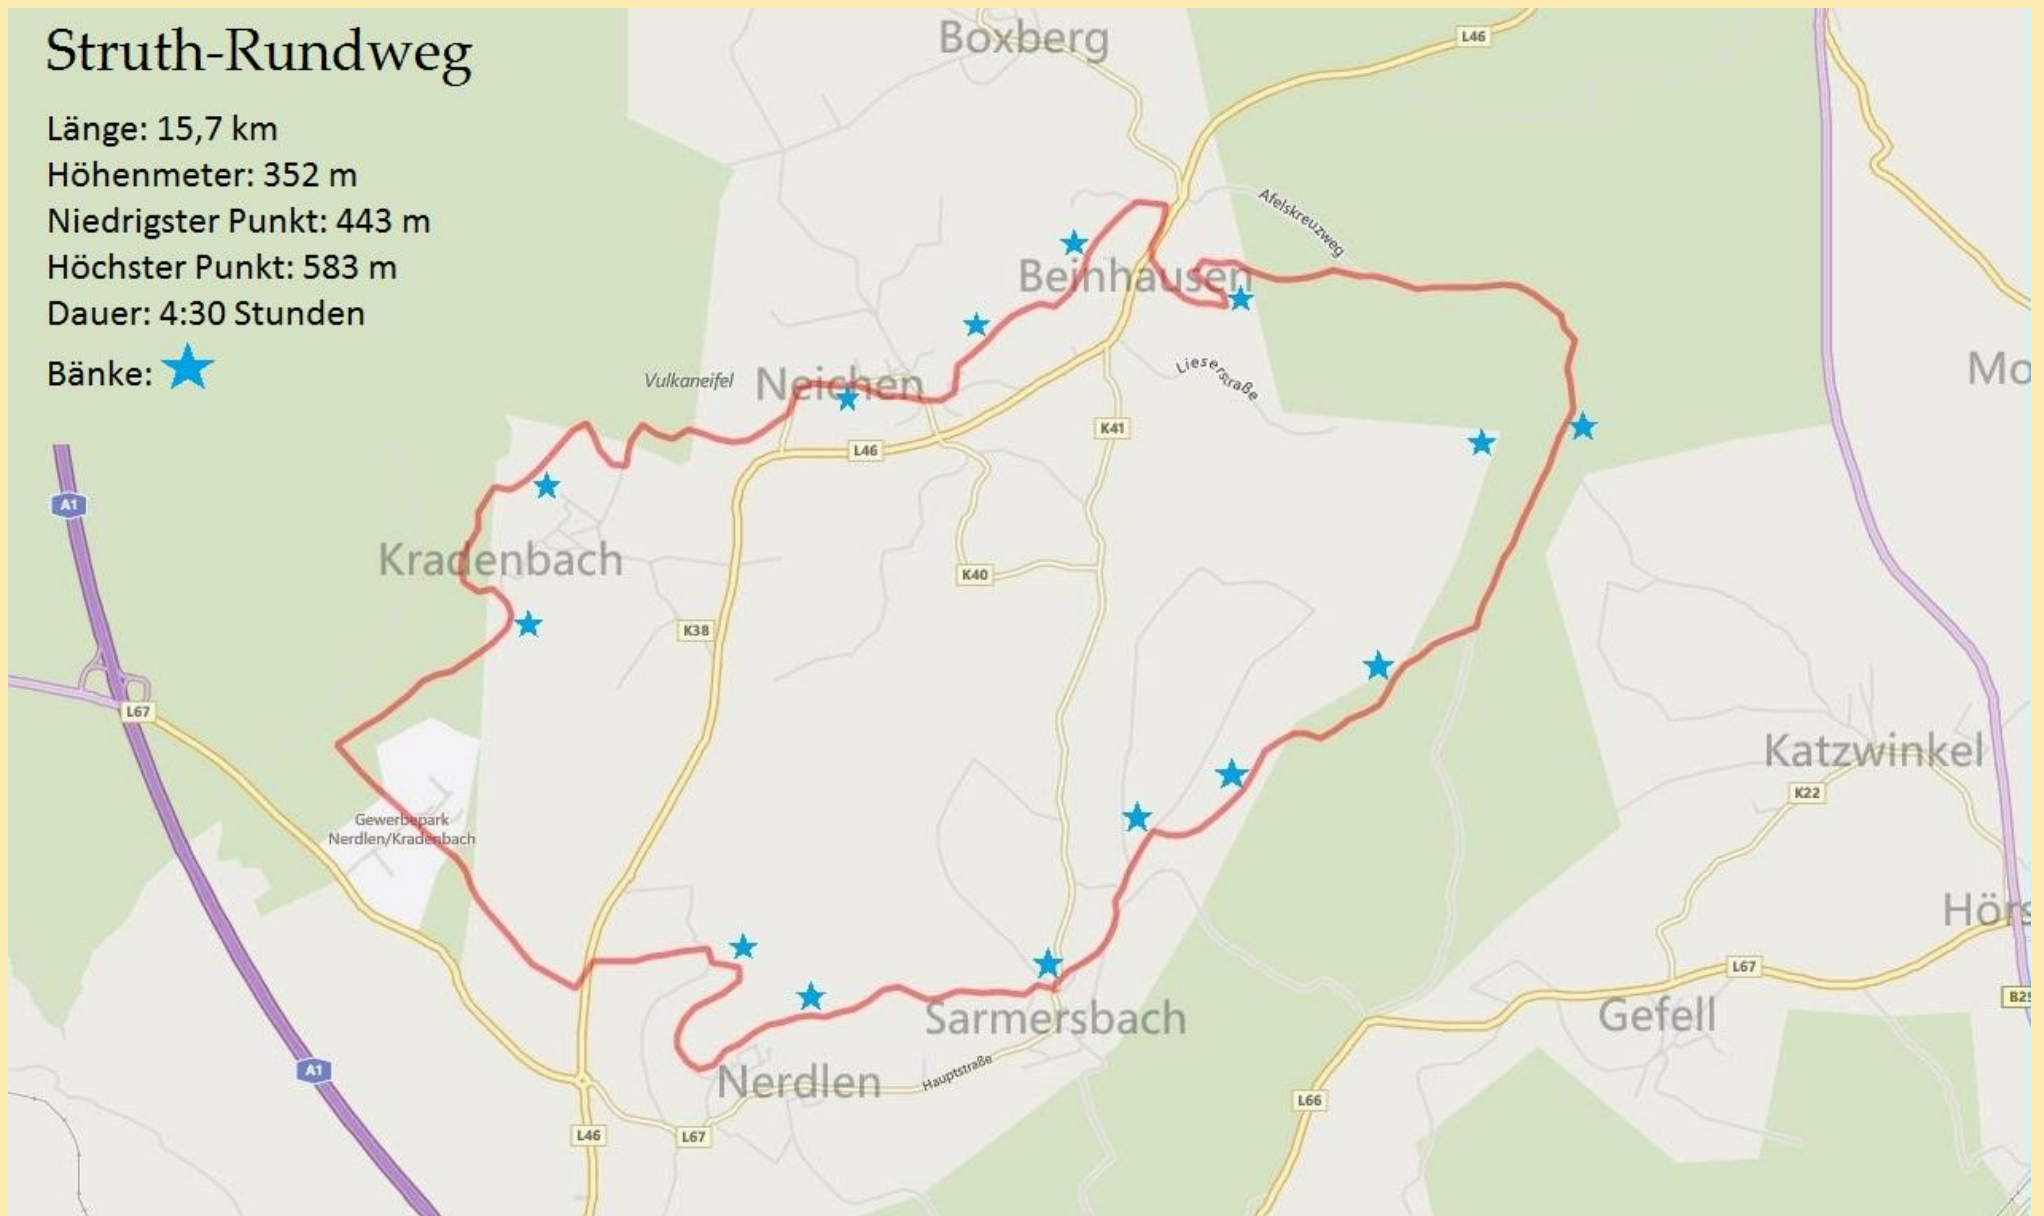 Struth-Rundweg
Länge: 15,7 km
Höhenmeter: 352 m
Niedrigster Punkt: 443 m
Höchster Punkt: 583 m
Dauer: 4:30 Stunden
Bänke:
Boxberg
L46
Afelskreuzweg
Beinhausen
Vulkaneifel
Neichen
Lieserstraße
Mo
K41
L46
A1
Kradenbach
K40
K38
L67
Katzwinkel
K22
Gewerbepark
Nerdlen/Kradenbach
Hörs
L67
B25
Sarmersbach
Gefell
Hauptstraße
Nerdlen
A1
L66
L46
L67